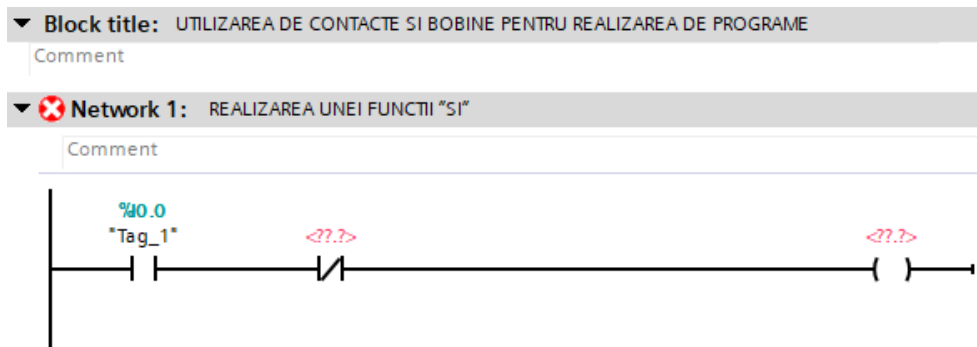 Block title: UTILIZAREA DE CONTACTE SI BOBINE PENTRU REALIZAREA DE PROGRAME
Comment
Network 1: REALIZAREA UNEI FUNCTII "SI"
Comment
%I0.0
"Tag_1"
<??.?>
<??.?>